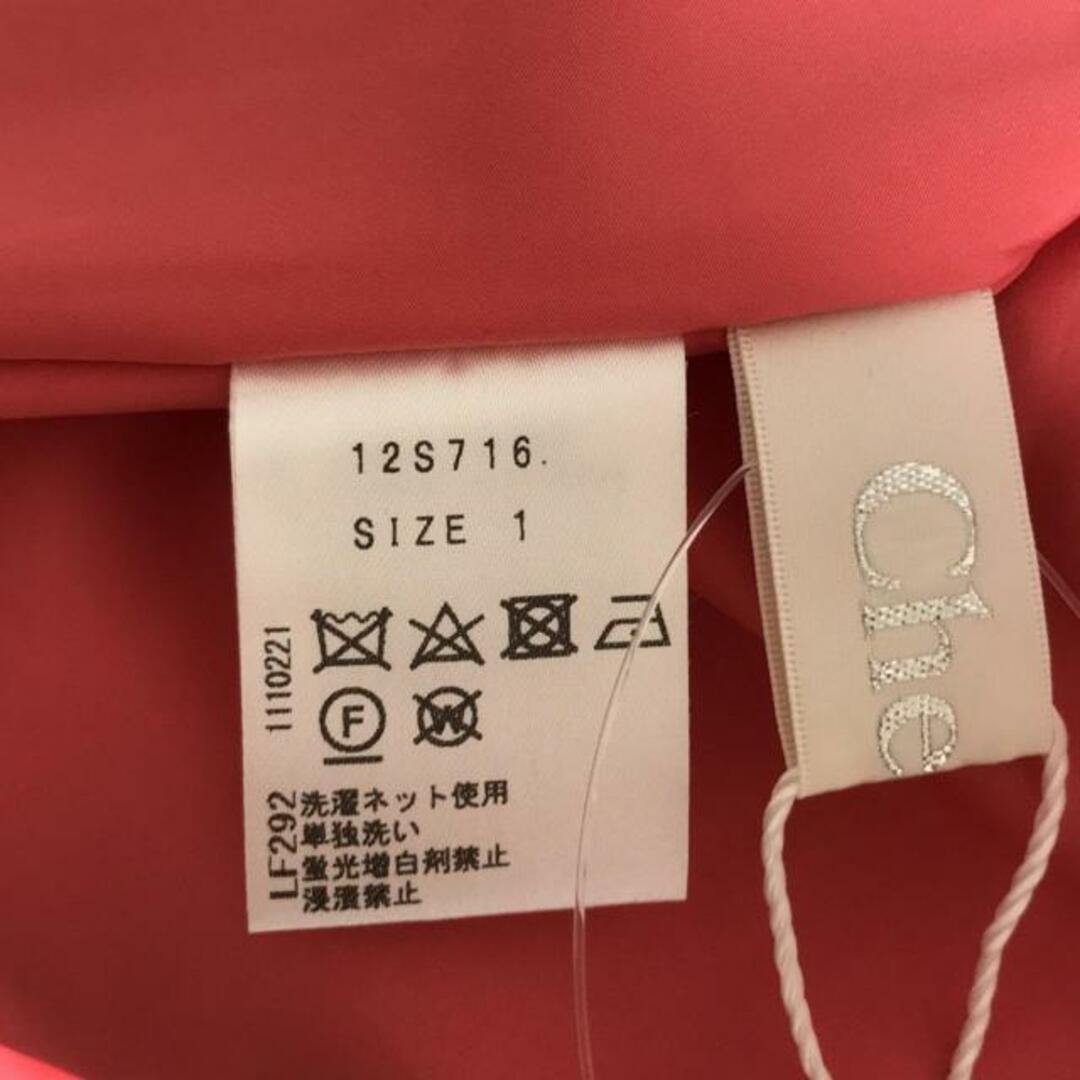 12S716.
SIZE 1
1110221
F
W
LF292
洗濯ネット使用
単独洗い
蛍光増白剤禁止
浸漬禁止
Che